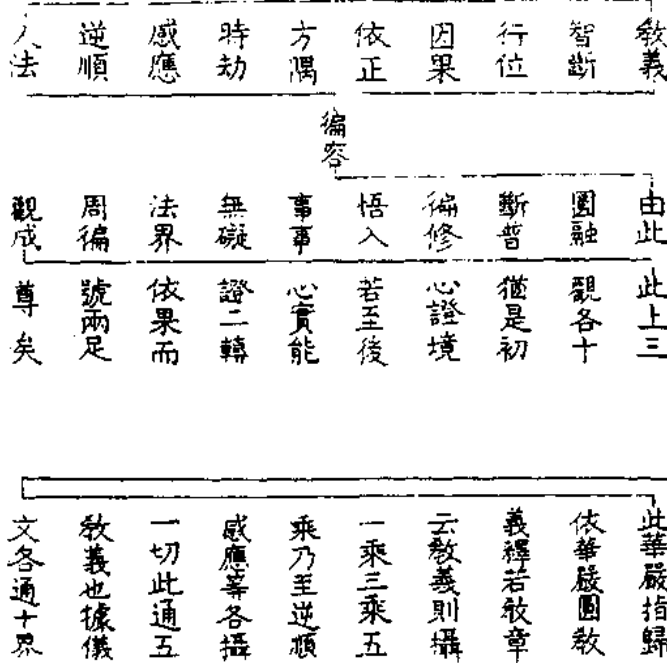 教義
智斷
行位
因果
依正
方隅
時劫
感應
逆順
人法
徧容
由此
圓融
斷普
徧修
悟入
事事
無礙
法界
周徧
觀成
此上三
觀各十
猶是初
心證境
若至後
心實能
證二轉
依果而
號兩足
尊矣
此華嚴指歸
依華嚴圓教
義釋若教章
云教義則攝
一乘三乘五
乘乃至逆順
感應等各攝
一切此通五
教義也據儀
文各通十界